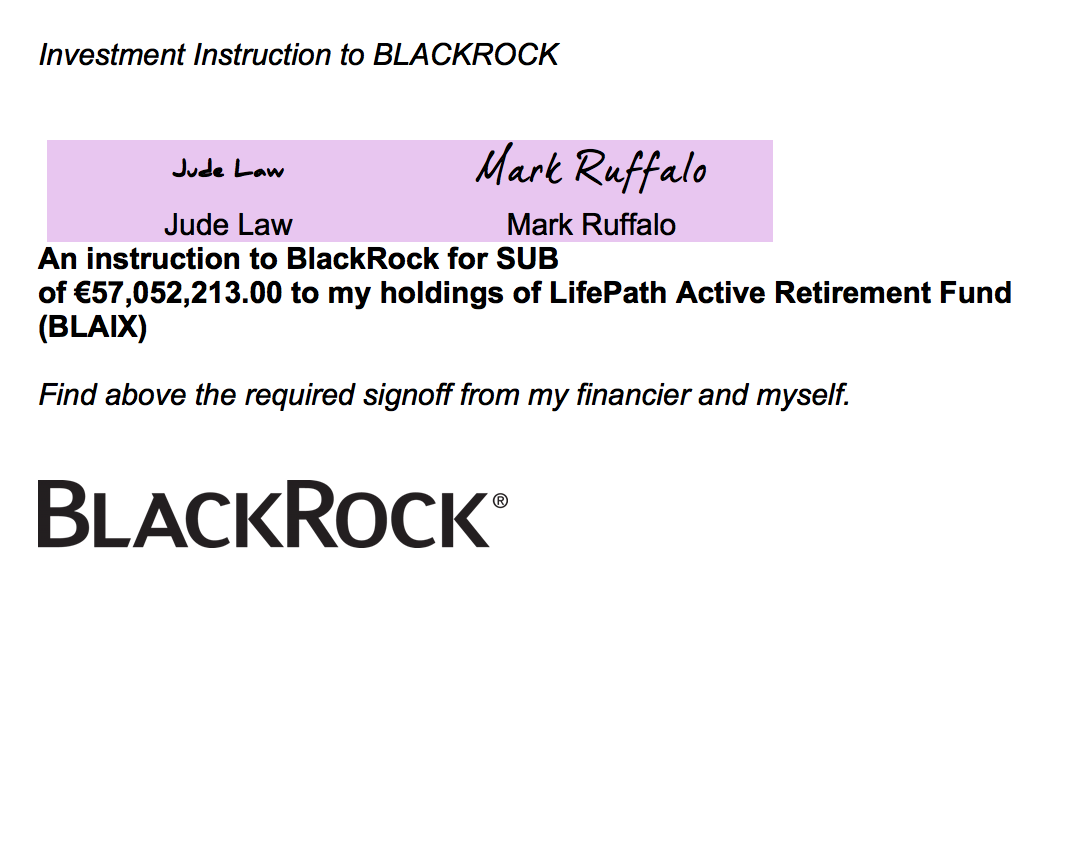 Investment Instruction to BLACKROCK
Jude Law Mark Ruffalo
Jude Law Mark Ruffalo
An instruction to BlackRock for SUB
of €57,052,213.00 to my holdings of LifePath Active Retirement Fund
(BLAIX)
Find above the required signoff from my financier and myself.
BLACKROCK®